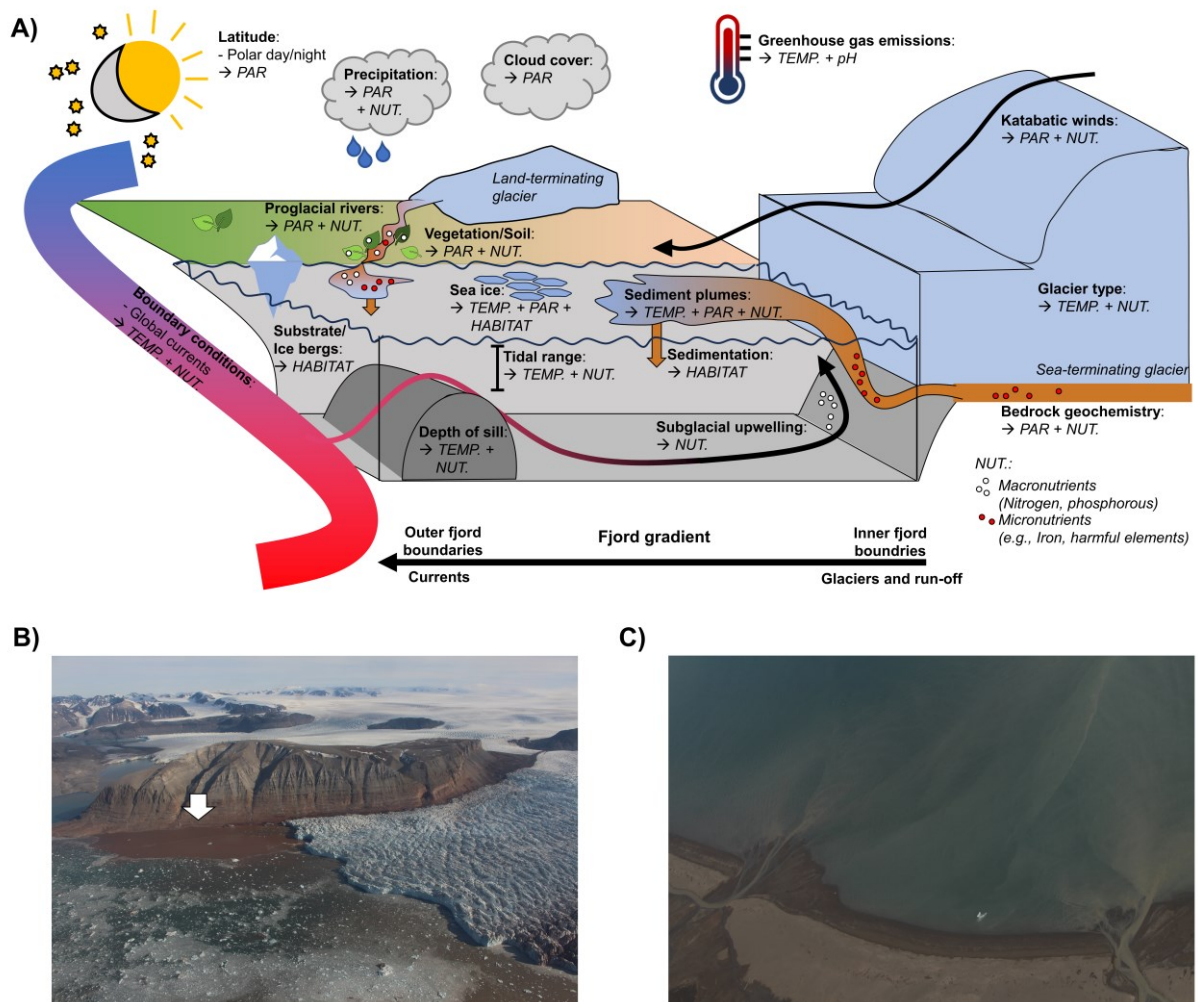 A)
Latitude:
- Polar day/night
→ PAR
Precipitation:
→ PAR
+ NUT.
Cloud cover:
→ PAR
Greenhouse gas emissions:
→ TEMP. + pH
Katabatic winds:
→ PAR + NUT.
Land-terminating
glacier
Proglacial rivers:
→ PAR + NUT.
Vegetation/Soil:
→ PAR + NUT.
Boundary conditions:
- Global currents
→ TEMP. + NUT.
Sea ice:
→ TEMP. + PAR +
HABITAT
Sediment plumes:
→ TEMP. + PAR + NUT.
Glacier type:
→ TEMP. + NUT.
Substrate/
Ice bergs:
→ HABITAT
Tidal range:
→ TEMP. + NUT.
Sedimentation:
→ HABITAT
Sea-terminating glacier
Bedrock geochemistry:
→ PAR + NUT.
Depth of sill:
→ TEMP. +
NUT.
Subglacial upwelling:
→ NUT.
NUT.:
Macronutrients
(Nitrogen, phosphorous)
Micronutrients
(e.g., Iron, harmful elements)
Outer fjord
boundaries
Fjord gradient
Inner fjord
boundries
Currents
Glaciers and run-off
B)
C)